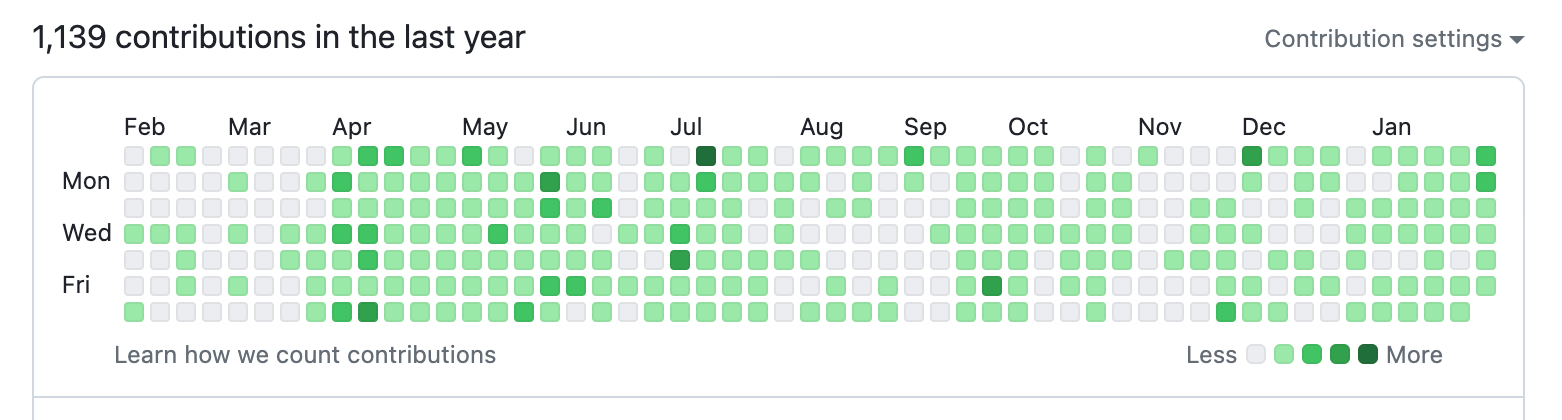 1,139 contributions in the last year
Contribution settings
Feb Mar Apr May Jun Jul Aug Sep Oct Nov Dec Jan
Mon
Wed
Fri
Learn how we count contributions
Less More